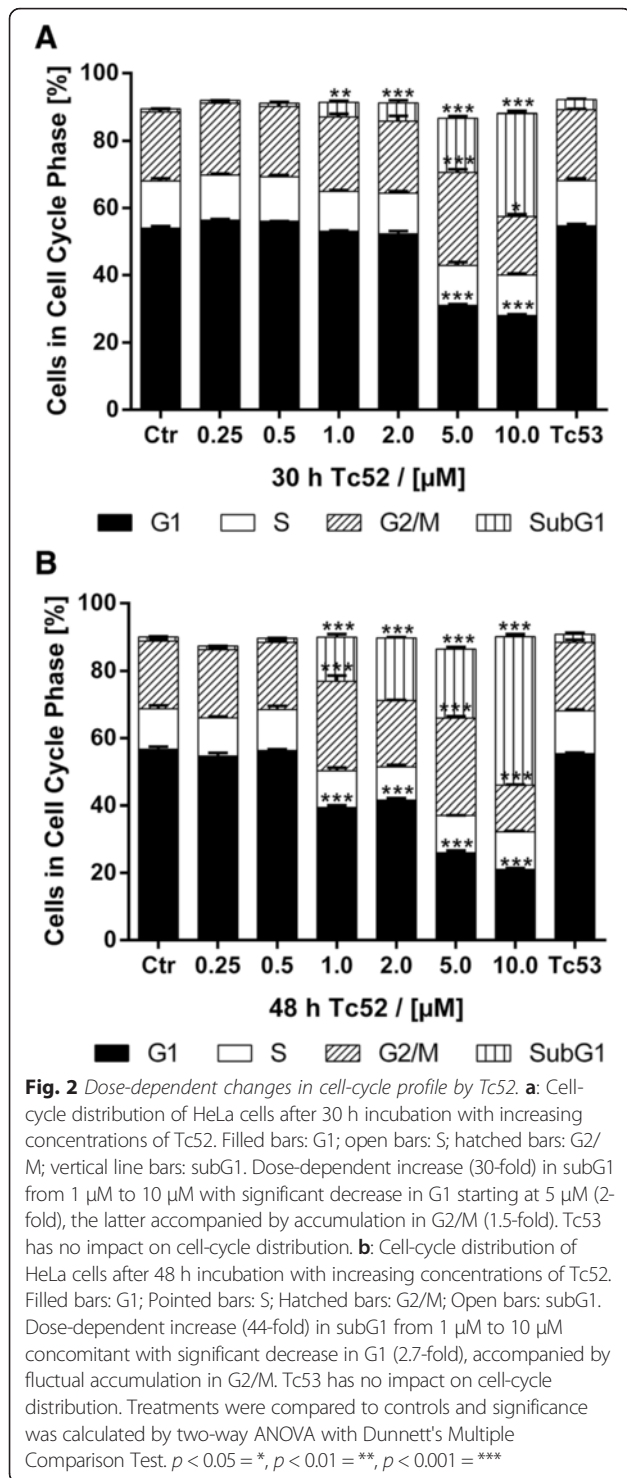 A
Cells in Cell Cycle Phase [%]
100
80
60
40
20
0
** *** *** ***
*** *
*** ***
Ctr 0.25 0.5 1.0 2.0 5.0 10.0 Tc53
30 h Tc52 / [µM]
G1 S G2/M SubG1
B
Cells in Cell Cycle Phase [%]
100
80
60
40
20
0
*** *** *** ***
*** *** ***
*** *** *** ***
Ctr 0.25 0.5 1.0 2.0 5.0 10.0 Tc53
48 h Tc52 / [µM]
G1 S G2/M SubG1
Fig. 2 Dose-dependent changes in cell-cycle profile by Tc52. a: Cell-
cycle distribution of HeLa cells after 30 h incubation with increasing
concentrations of Tc52. Filled bars: G1; open bars: S; hatched bars: G2/
M; vertical line bars: subG1. Dose-dependent increase (30-fold) in subG1
from 1 µM to 10 µM with significant decrease in G1 starting at 5 µM (2-
fold), the latter accompanied by accumulation in G2/M (1.5-fold). Tc53
has no impact on cell-cycle distribution. b: Cell-cycle distribution of
HeLa cells after 48 h incubation with increasing concentrations of Tc52.
Filled bars: G1; Pointed bars: S; Hatched bars: G2/M; Open bars: subG1.
Dose-dependent increase (44-fold) in subG1 from 1 µM to 10 µM
concomitant with significant decrease in G1 (2.7-fold), accompanied by
fluctual accumulation in G2/M. Tc53 has no impact on cell-cycle
distribution. Treatments were compared to controls and significance
was calculated by two-way ANOVA with Dunnett's Multiple
Comparison Test. p < 0.05 = *, p < 0.01 = **, p < 0.001 = ***